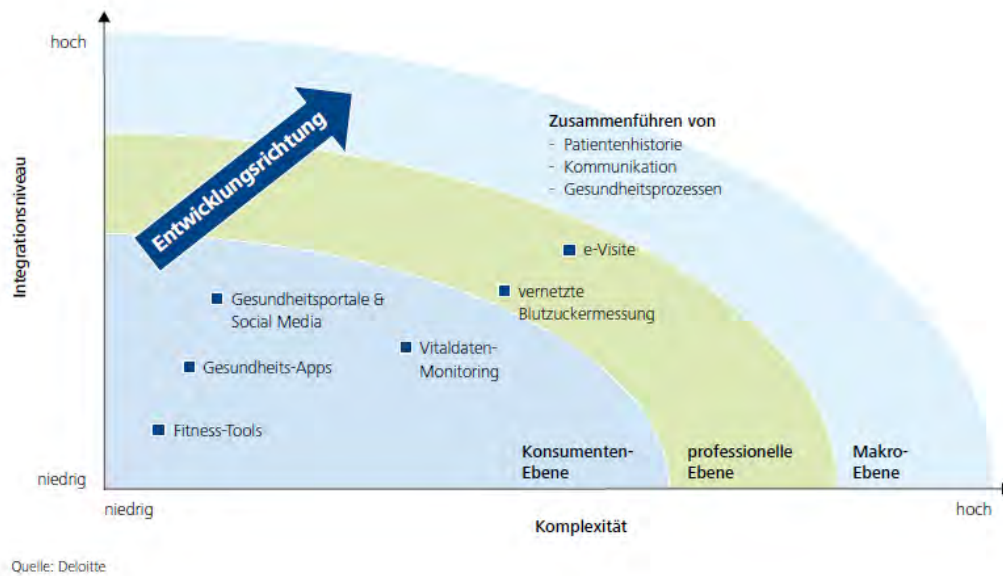 hoch
Integrationsniveau
niedrig
Entwicklungsrichtung
Zusammenführen von
- Patientenhistorie
- Kommunikation
- Gesundheitsprozessen
e-Visite
vernetzte
Blutzuckermessung
Gesundheitsportale &
Social Media
Vitaldaten-
Monitoring
Gesundheits-Apps
Fitness-Tools
Konsumenten-
Ebene
professionelle
Ebene
Makro-
Ebene
niedrig
Komplexität
hoch
Quelle: Deloitte